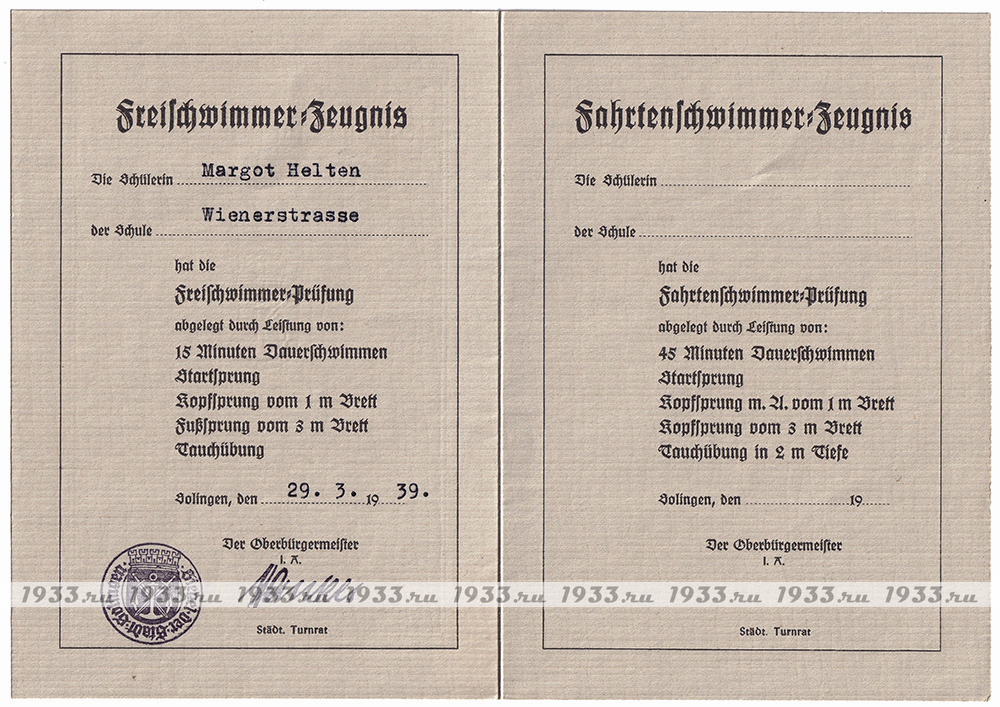 Freischwimmer-Zeugnis
Die Schülerin Margot Helten
der Schule Wienerstrasse
hat die
Freischwimmer-Prüfung
abgelegt durch Leistung von:
15 Minuten Dauerschwimmen
Startsprung
Kopfsprung vom 1 m Brett
Fußsprung vom 3 m Brett
Tauchübung
Solingen, den 29. 3. 19 39.
Der Oberbürgermeister
I. A.
Städt. Turnrat
Siegel der Stadt Solingen
Fahrtenschwimmer-Zeugnis
Die Schülerin
der Schule
hat die
Fahrtenschwimmer-Prüfung
abgelegt durch Leistung von:
45 Minuten Dauerschwimmen
Startsprung
Kopfsprung m. A. vom 1 m Brett
Kopfsprung vom 3 m Brett
Tauchübung in 2 m Tiefe
Solingen, den 19
Der Oberbürgermeister
I. A.
Städt. Turnrat
1933.ru 1933.ru 1933.ru 1933.ru 1933.ru 1933.ru 1933.ru 1933.ru 1933.ru